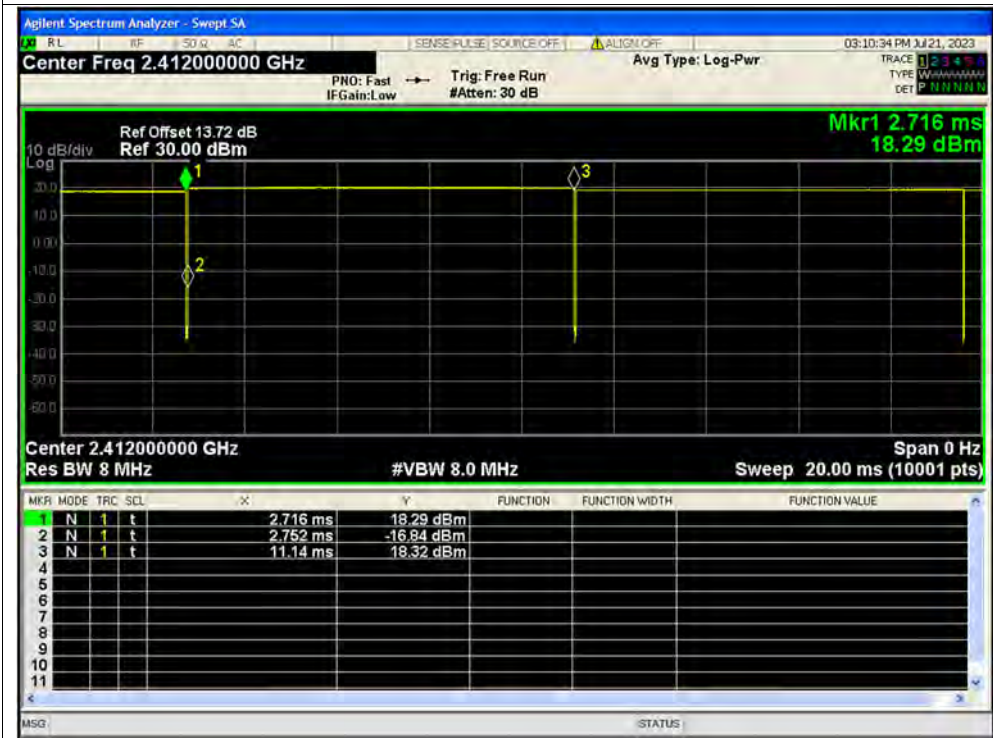 Agilent Spectrum Analyzer - Swept SA
RL RF 50 Ω AC SENSE:PULSE SOURCE OFF ALIGN OFF 03:10:34 PM Jul 21, 2023
Center Freq 2.412000000 GHz
PNO: Fast
IFGain:Low
Trig: Free Run
#Atten: 30 dB
Avg Type: Log-Pwr
TRACE 1 2 3 4 5 6
TYPE W
DET P N N N N N
Mkr1 2.716 ms
18.29 dBm
Ref Offset 13.72 dB
10 dB/div Ref 30.00 dBm
Log
1
3
20.0
10.0
0.00
2
-10.0
-20.0
-30.0
-40.0
-50.0
-60.0
Center 2.412000000 GHz Span 0 Hz
Res BW 8 MHz #VBW 8.0 MHz Sweep 20.00 ms (10001 pts)
MKR MODE TRC SCL X Y FUNCTION FUNCTION WIDTH FUNCTION VALUE
1 N 1 t 2.716 ms 18.29 dBm
2 N 1 t 2.752 ms -16.84 dBm
3 N 1 t 11.14 ms 18.32 dBm
4
5
6
7
8
9
10
11
MSG STATUS